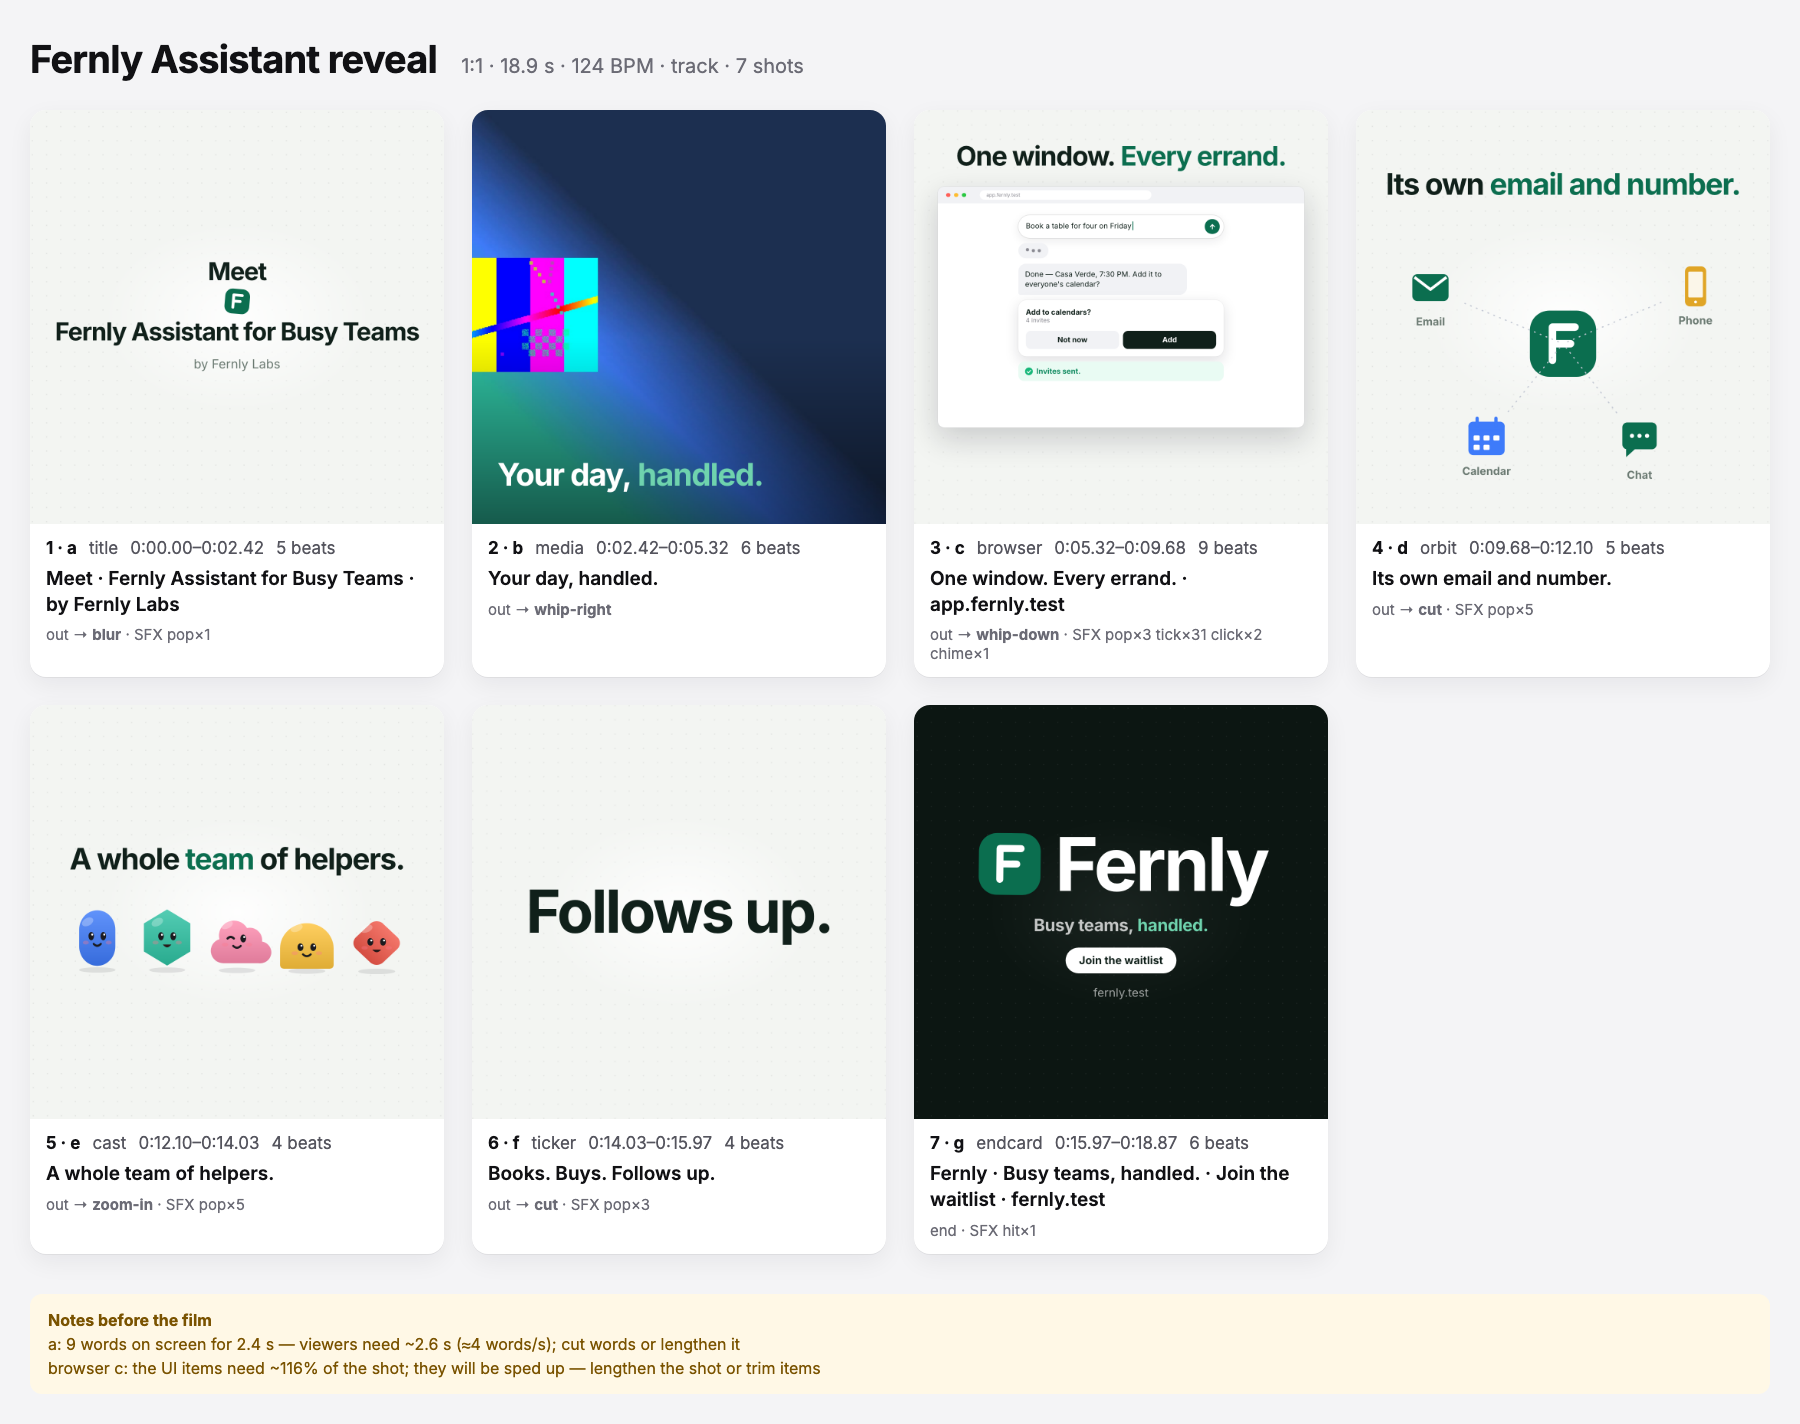 Fernly Assistant reveal 1:1 · 18.9 s · 124 BPM · track · 7 shots
Meet
F
Fernly Assistant for Busy Teams
by Fernly Labs
1 · a title 0:00.00–0:02.42 5 beats
Meet · Fernly Assistant for Busy Teams ·
by Fernly Labs
out → blur · SFX pop×1
Your day, handled.
2 · b media 0:02.42–0:05.32 6 beats
Your day, handled.
out → whip-right
One window. Every errand.
app.fernly.test
Book a table for four on Friday
Done — Casa Verde, 7:30 PM. Add it to
everyone's calendar?
Add to calendars?
4 invites
Not now Add
Invites sent.
3 · c browser 0:05.32–0:09.68 9 beats
One window. Every errand. ·
app.fernly.test
out → whip-down · SFX pop×3 tick×31 click×2
chime×1
Its own email and number.
Email
Phone
F
Calendar
Chat
4 · d orbit 0:09.68–0:12.10 5 beats
Its own email and number.
out → cut · SFX pop×5
A whole team of helpers.
5 · e cast 0:12.10–0:14.03 4 beats
A whole team of helpers.
out → zoom-in · SFX pop×5
Follows up.
6 · f ticker 0:14.03–0:15.97 4 beats
Books. Buys. Follows up.
out → cut · SFX pop×3
F Fernly
Busy teams, handled.
Join the waitlist
fernly.test
7 · g endcard 0:15.97–0:18.87 6 beats
Fernly · Busy teams, handled. · Join the
waitlist · fernly.test
end · SFX hit×1
Notes before the film
a: 9 words on screen for 2.4 s — viewers need ~2.6 s (≈4 words/s); cut words or lengthen it
browser c: the UI items need ~116% of the shot; they will be sped up — lengthen the shot or trim items